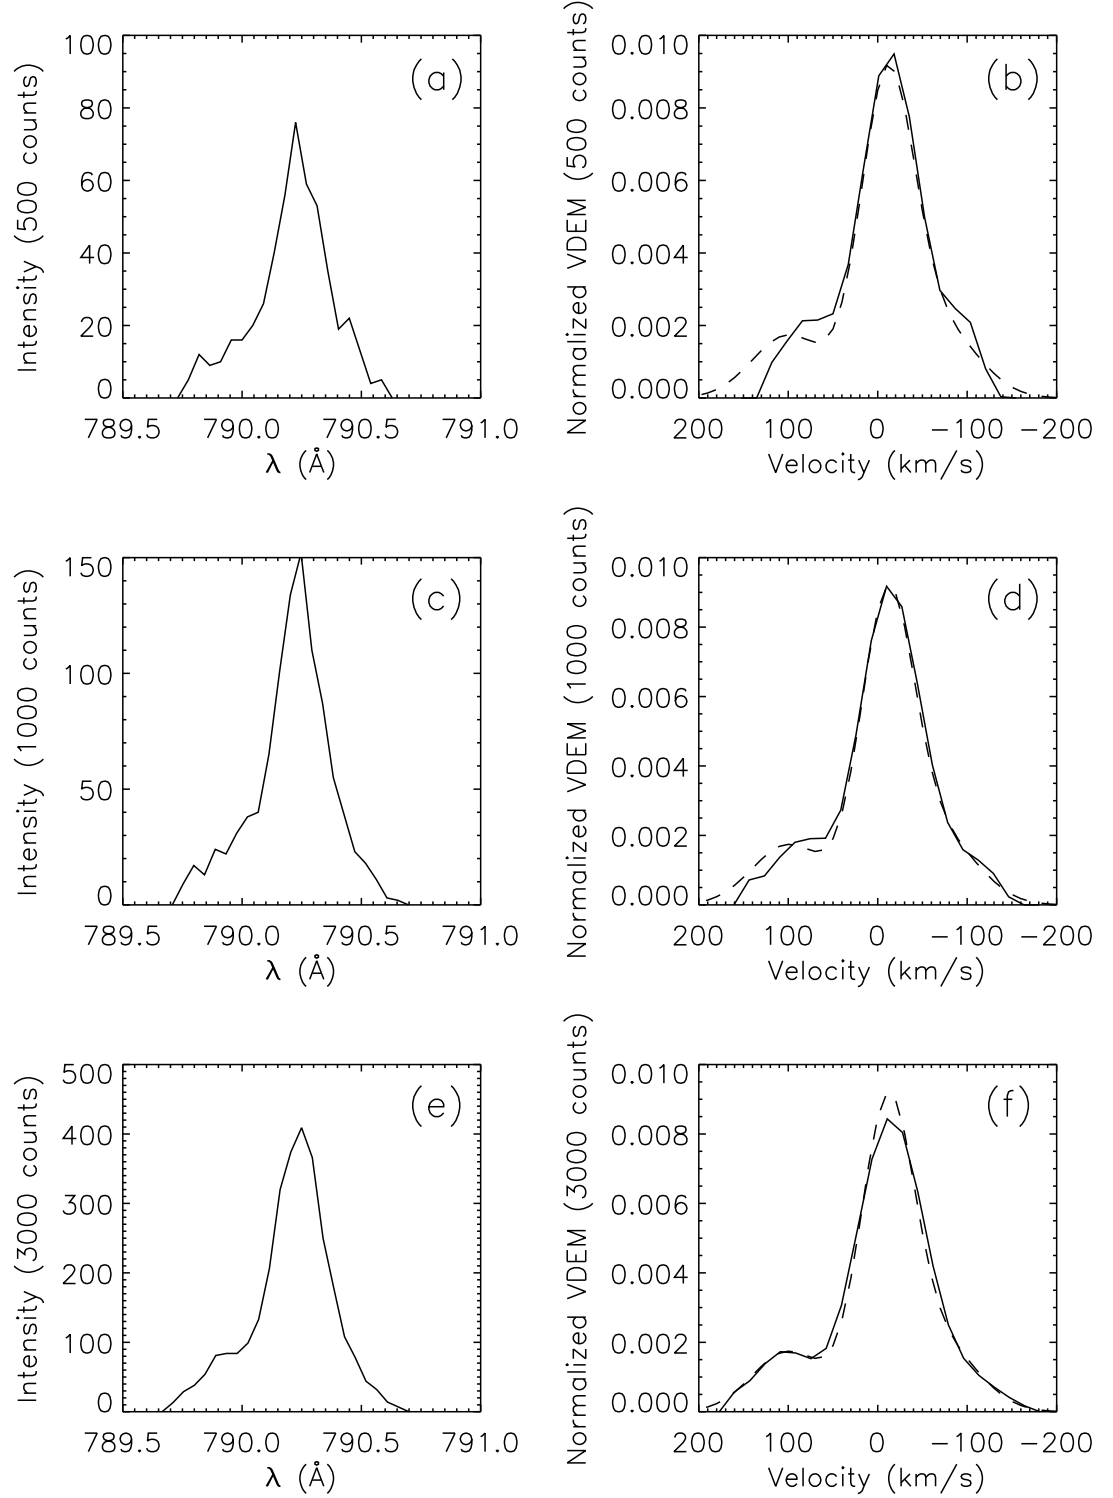 (a)
Intensity (500 counts)
100
80
60
40
20
0
789.5 790.0 790.5 791.0
λ (Å)
(b)
Normalized VDEM (500 counts)
0.010
0.008
0.006
0.004
0.002
0.000
200 100 0 −100 −200
Velocity (km/s)
(c)
Intensity (1000 counts)
150
100
50
0
789.5 790.0 790.5 791.0
λ (Å)
(d)
Normalized VDEM (1000 counts)
0.010
0.008
0.006
0.004
0.002
0.000
200 100 0 −100 −200
Velocity (km/s)
(e)
Intensity (3000 counts)
500
400
300
200
100
0
789.5 790.0 790.5 791.0
λ (Å)
(f)
Normalized VDEM (3000 counts)
0.010
0.008
0.006
0.004
0.002
0.000
200 100 0 −100 −200
Velocity (km/s)